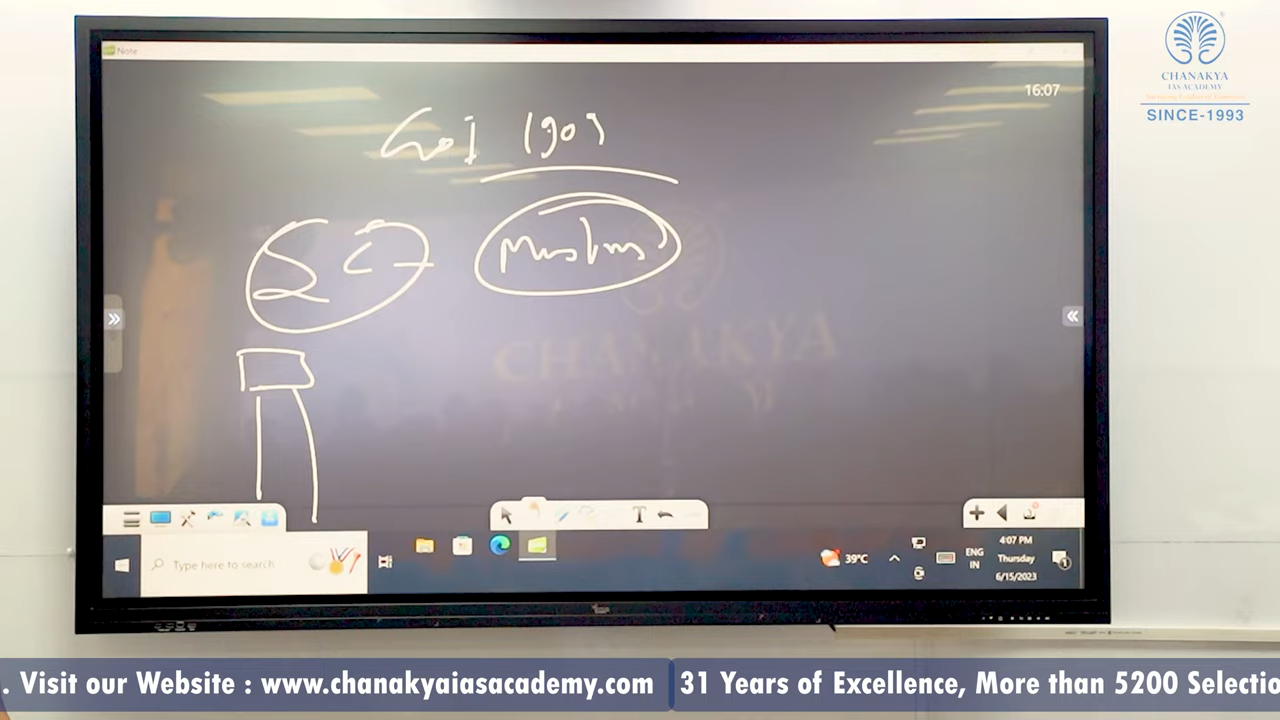 Note
CHANAKYA
IAS ACADEMY
SINCE-1993
16:07
GoI 1909
Muslims
CHANAKYA
T
Type here to search
39°C
ENG
IN
4:07 PM
Thursday
6/15/2023
. Visit our Website : www.chanakyaiasacademy.com
31 Years of Excellence, More than 5200 Selectio